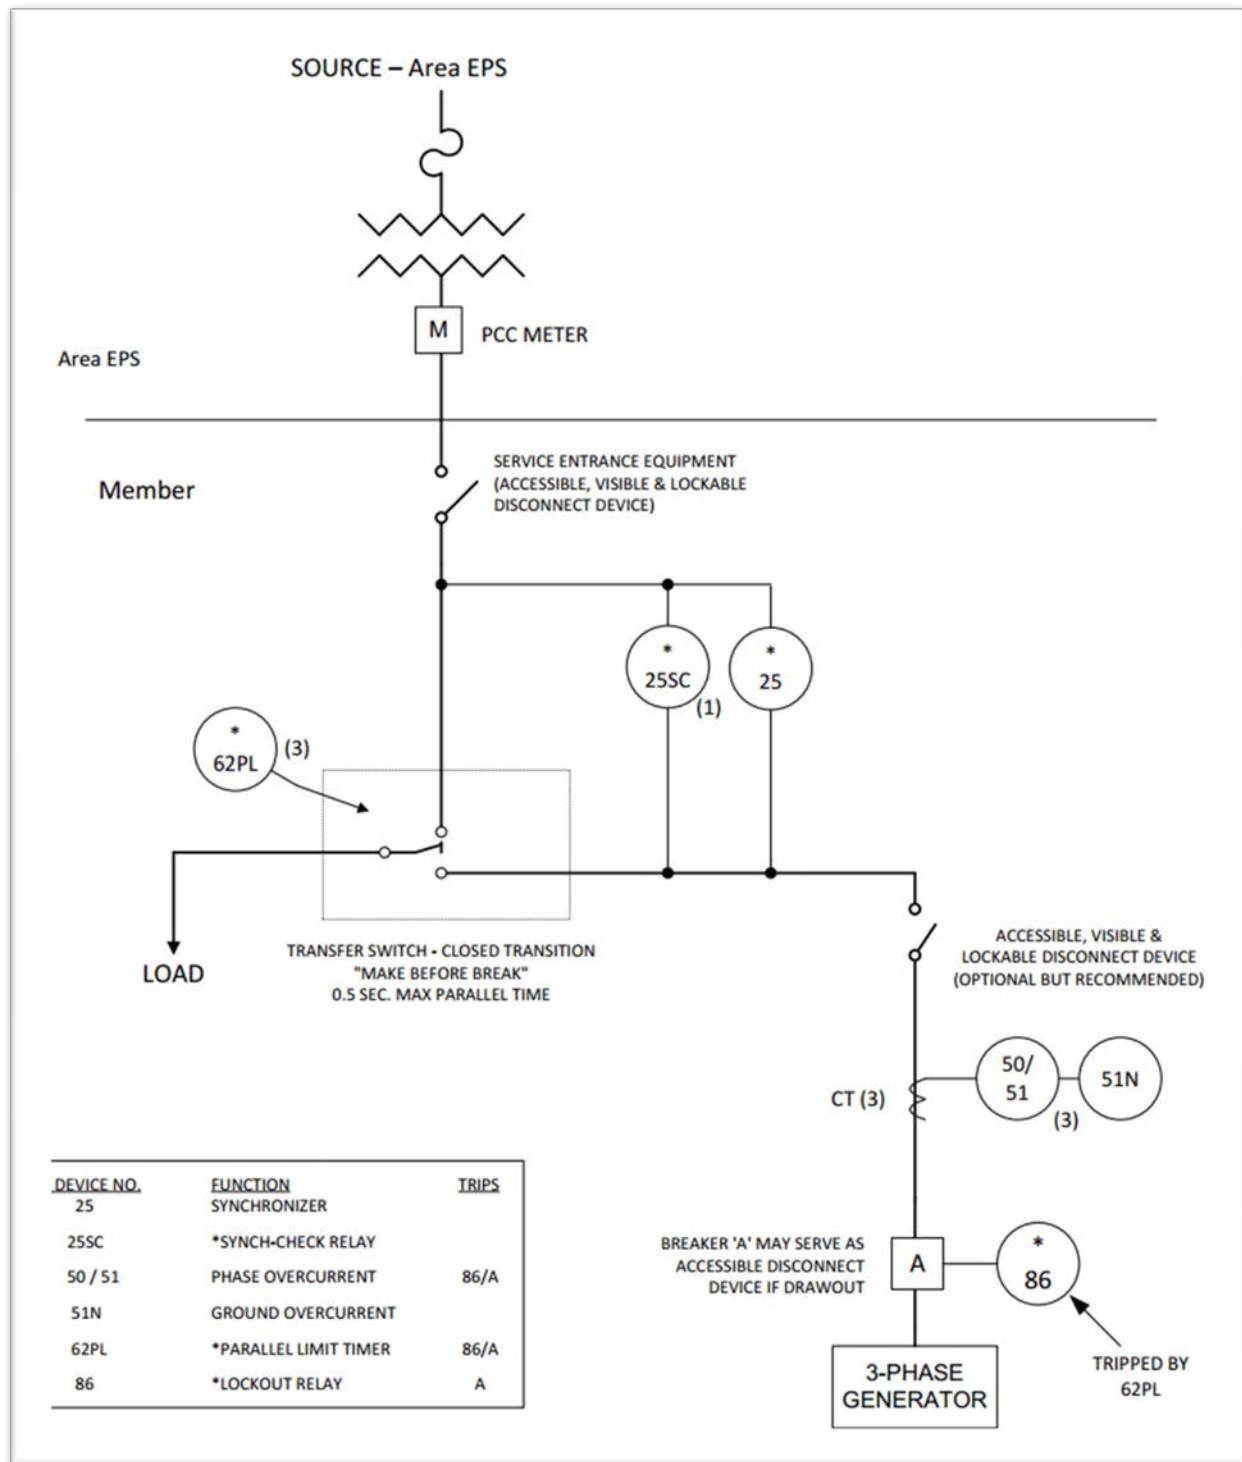 SOURCE – Area EPS
M
PCC METER
Area EPS
Member
SERVICE ENTRANCE EQUIPMENT
(ACCESSIBLE, VISIBLE & LOCKABLE
DISCONNECT DEVICE)
*
25SC
(1)
*
25
*
62PL
(3)
LOAD
TRANSFER SWITCH - CLOSED TRANSITION
"MAKE BEFORE BREAK"
0.5 SEC. MAX PARALLEL TIME
ACCESSIBLE, VISIBLE &
LOCKABLE DISCONNECT DEVICE
(OPTIONAL BUT RECOMMENDED)
CT (3)
50/
51
(3)
51N
BREAKER 'A' MAY SERVE AS
ACCESSIBLE DISCONNECT
DEVICE IF DRAWOUT
A
*
86
TRIPPED BY
62PL
3-PHASE
GENERATOR
DEVICE NO. FUNCTION TRIPS
25 SYNCHRONIZER
25SC *SYNCH-CHECK RELAY
50 / 51 PHASE OVERCURRENT 86/A
51N GROUND OVERCURRENT
62PL *PARALLEL LIMIT TIMER 86/A
86 *LOCKOUT RELAY A